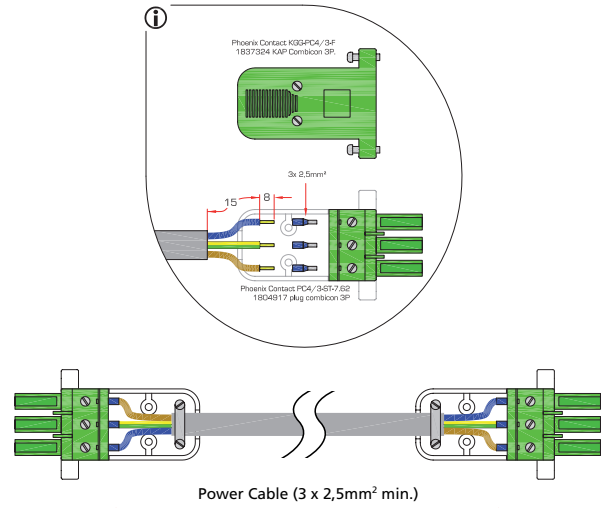 i
Phoenix Contact KGG-PC4/3-F
1837324 KAP Combicon 3P.
3x 2,5mm²
15
8
Phoenix Contact PC4/3-ST-7.62
1804917 plug combicon 3P
Power Cable (3 x 2,5mm² min.)